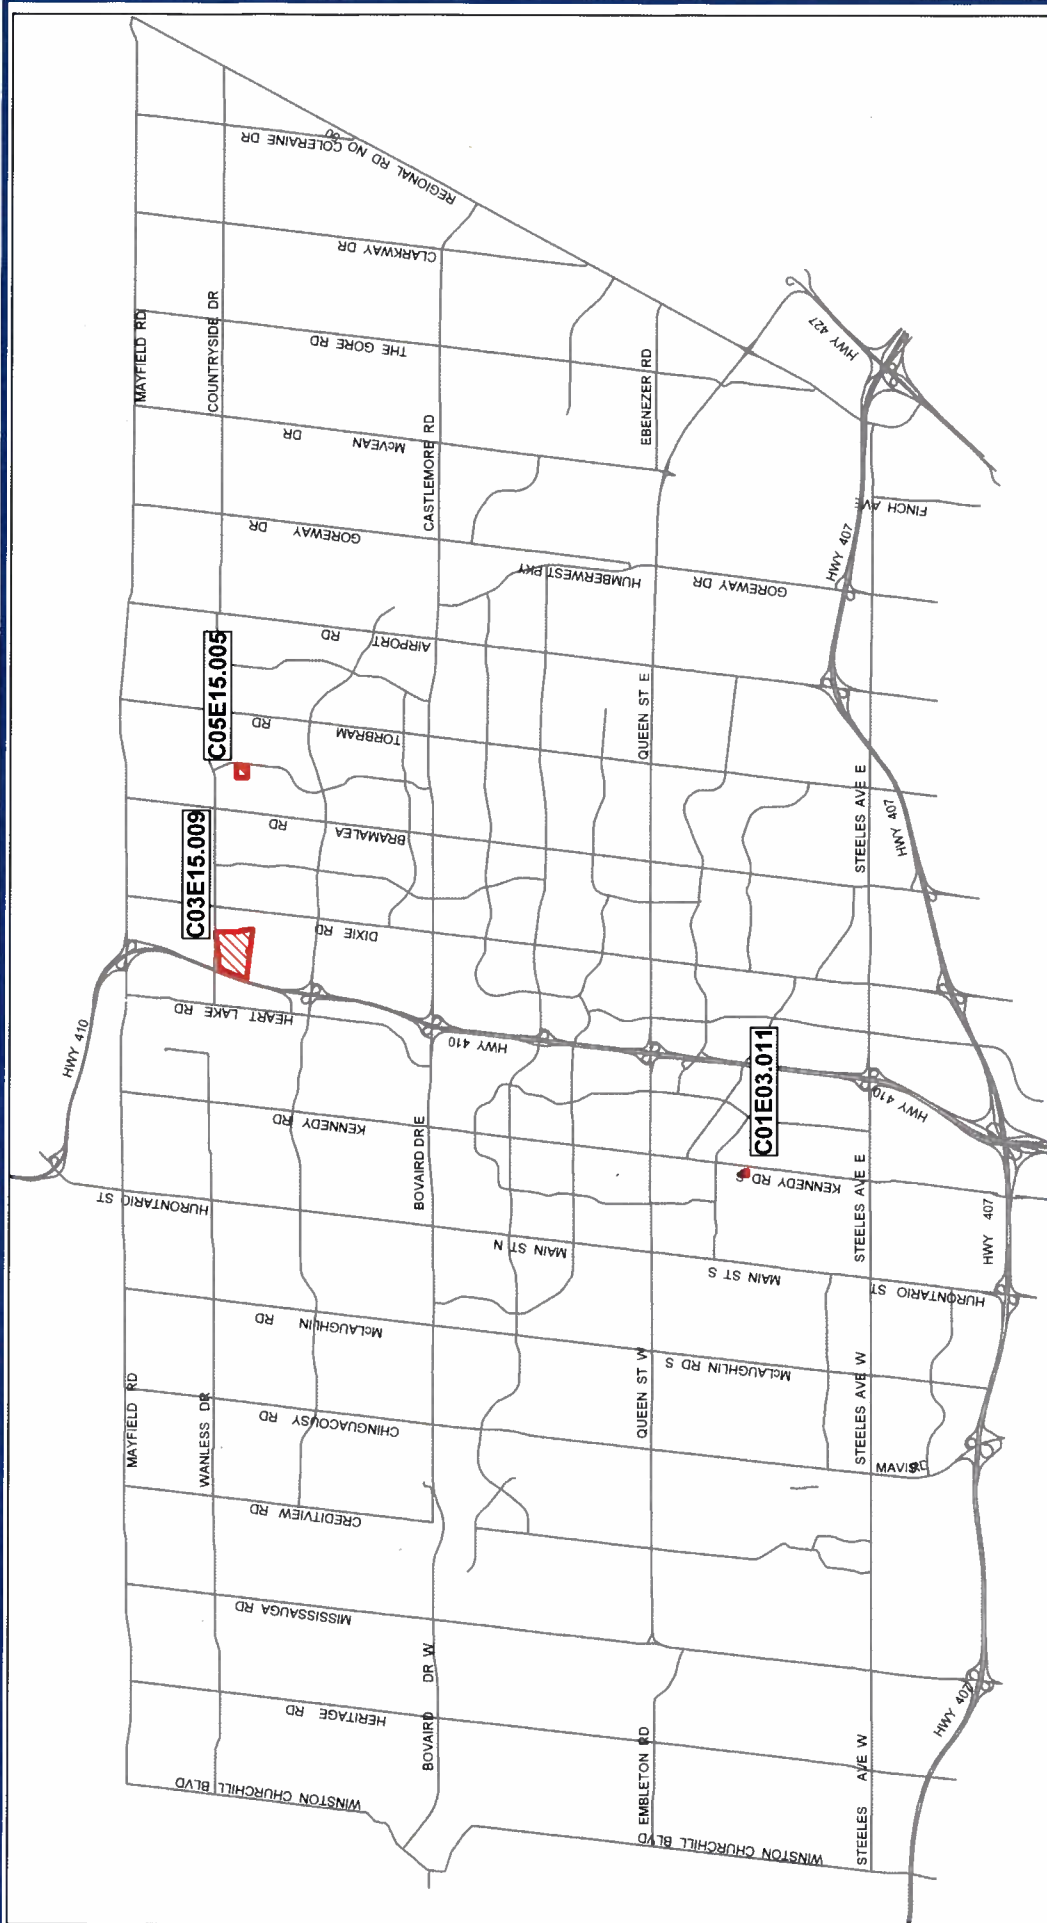 REGIONAL RD NO 50
COLERAINE DR
CLARKWAY DR
COUNTRYSIDE DR
MAYFIELD RD
THE GORE RD
HWY 427
EBENEZER RD
McVEAN DR
CASTLEMORE RD
FINCH AVE
GOREWAY DR
HWY 407
HUMBERWEST PKY
GOREWAY DR
AIRPORT RD
C05E15.005
QUEEN ST E
TORBRAM RD
STEELES AVE E
HWY 407
BRAMALEA RD
C03E15.009
DIXIE RD
HEART LAKE RD
HWY 410
HWY 410
C01E03.011
HWY 410
KENNEDY RD
BOVAIRD DR E
KENNEDY RD S
STEELES AVE E
HURONTARIO ST
HWY 407
MAIN ST N
MAIN ST S
HURONTARIO ST
McLAUGHLIN RD
McLAUGHLIN RD S
QUEEN ST W
STEELES AVE W
MAYFIELD RD
WANLESS DR
CHINGUACOUSY RD
MAVIS RD
CREDITVIEW RD
MISSISSAUGA RD
BOVAIRD DR W
HERITAGE RD
HWY 407
EMBLETON RD
STEELES AVE W
WINSTON CHURCHILL BLVD
WINSTON CHURCHILL BLVD